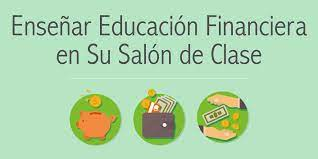 Enseñar Educación Financiera
en Su Salón de Clase